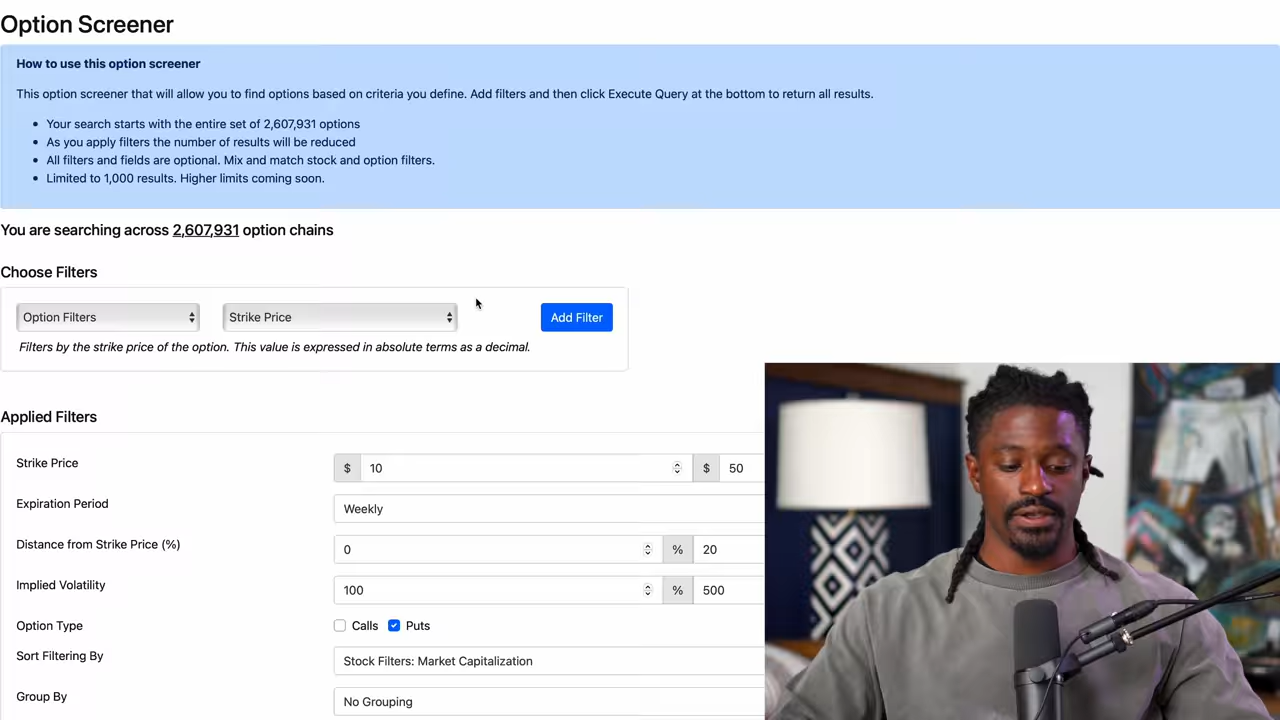 Option Screener
How to use this option screener
This option screener that will allow you to find options based on criteria you define. Add filters and then click Execute Query at the bottom to return all results.
Your search starts with the entire set of 2,607,931 options
As you apply filters the number of results will be reduced
All filters and fields are optional. Mix and match stock and option filters.
Limited to 1,000 results. Higher limits coming soon.
You are searching across 2,607,931 option chains
Choose Filters
Option Filters Strike Price Add Filter
Filters by the strike price of the option. This value is expressed in absolute terms as a decimal.
Applied Filters
Strike Price $ 10 $ 50
Expiration Period Weekly
Distance from Strike Price (%) 0 % 20
Implied Volatility 100 % 500
Option Type Calls Puts
Sort Filtering By Stock Filters: Market Capitalization
Group By No Grouping